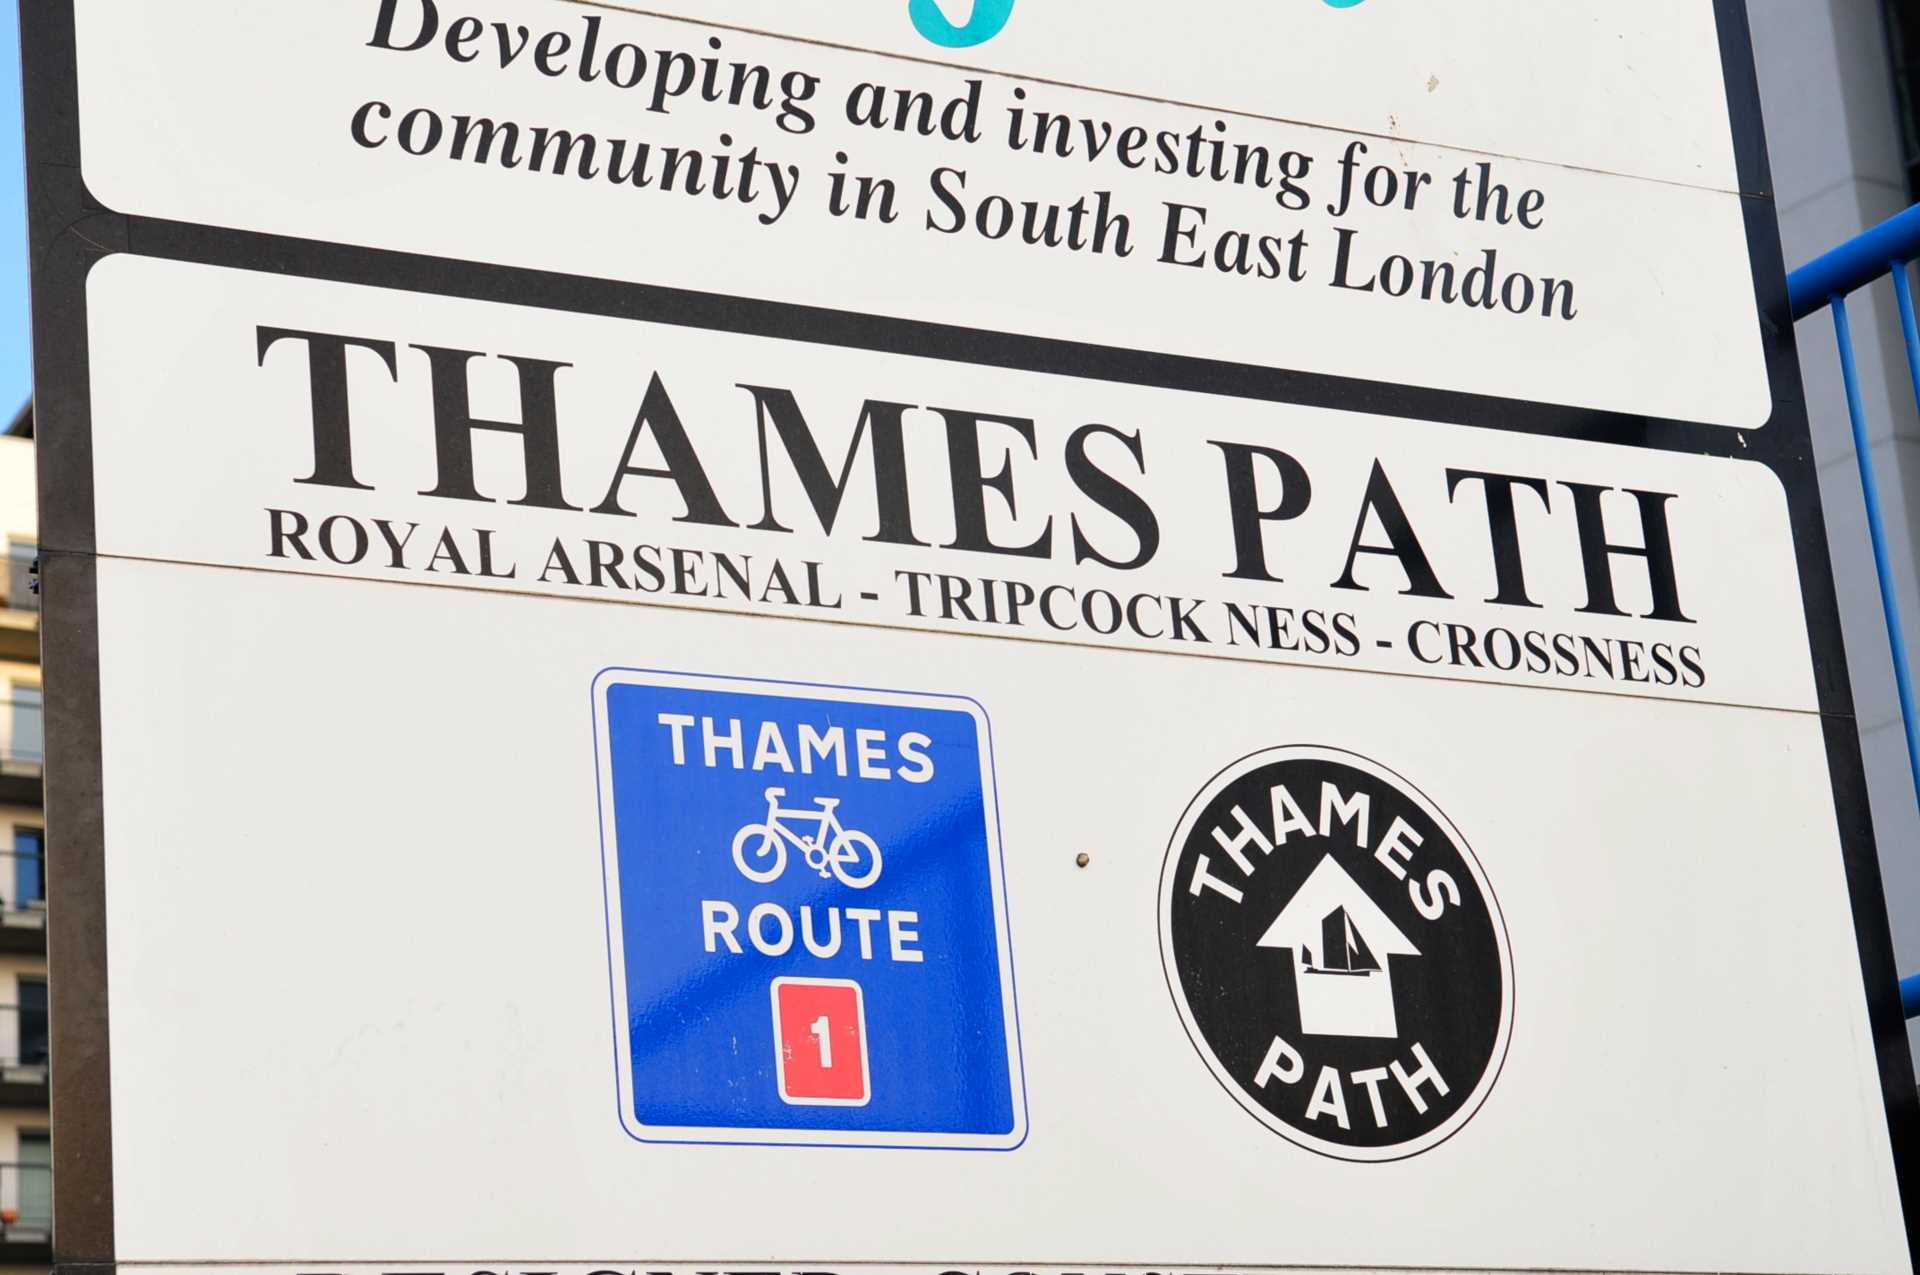 Developing and investing for the
community in South East London
THAMES PATH
ROYAL ARSENAL - TRIPCOCK NESS - CROSSNESS
THAMES
ROUTE
1
THAMES
PATH